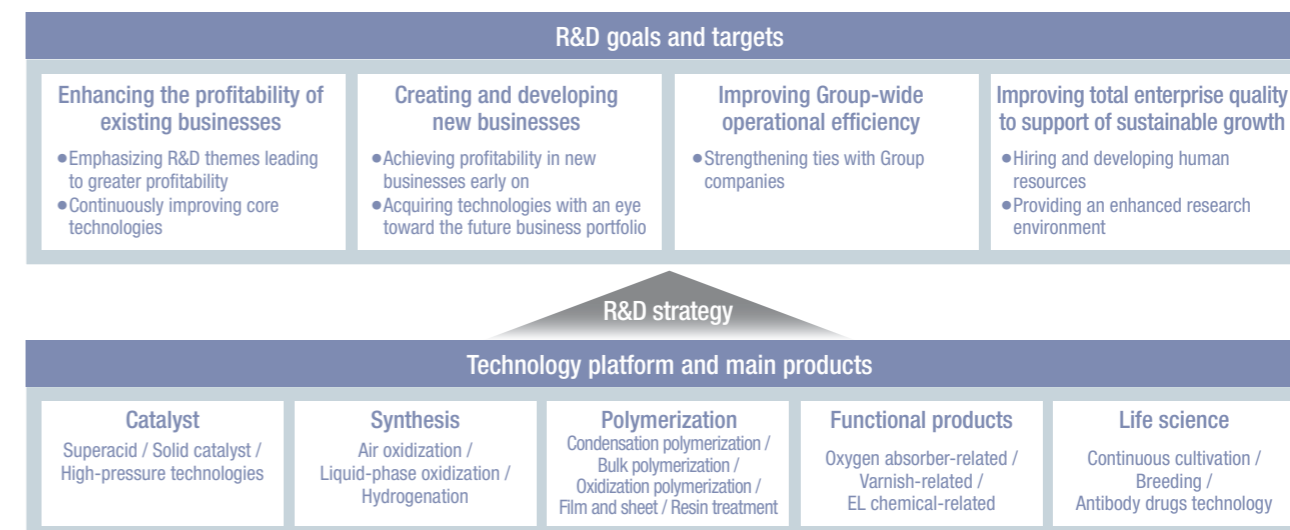 R&D goals and targets
Enhancing the profitability of
existing businesses
●Emphasizing R&D themes leading
to greater profitability
●Continuously improving core
technologies
Creating and developing
new businesses
●Achieving profitability in new
businesses early on
●Acquiring technologies with an eye
toward the future business portfolio
Improving Group-wide
operational efficiency
●Strengthening ties with Group
companies
Improving total enterprise quality
to support of sustainable growth
●Hiring and developing human
resources
●Providing an enhanced research
environment
R&D strategy
Technology platform and main products
Catalyst
Superacid / Solid catalyst /
High-pressure technologies
Synthesis
Air oxidization /
Liquid-phase oxidization /
Hydrogenation
Polymerization
Condensation polymerization /
Bulk polymerization /
Oxidization polymerization /
Film and sheet / Resin treatment
Functional products
Oxygen absorber-related /
Varnish-related /
EL chemical-related
Life science
Continuous cultivation /
Breeding /
Antibody drugs technology